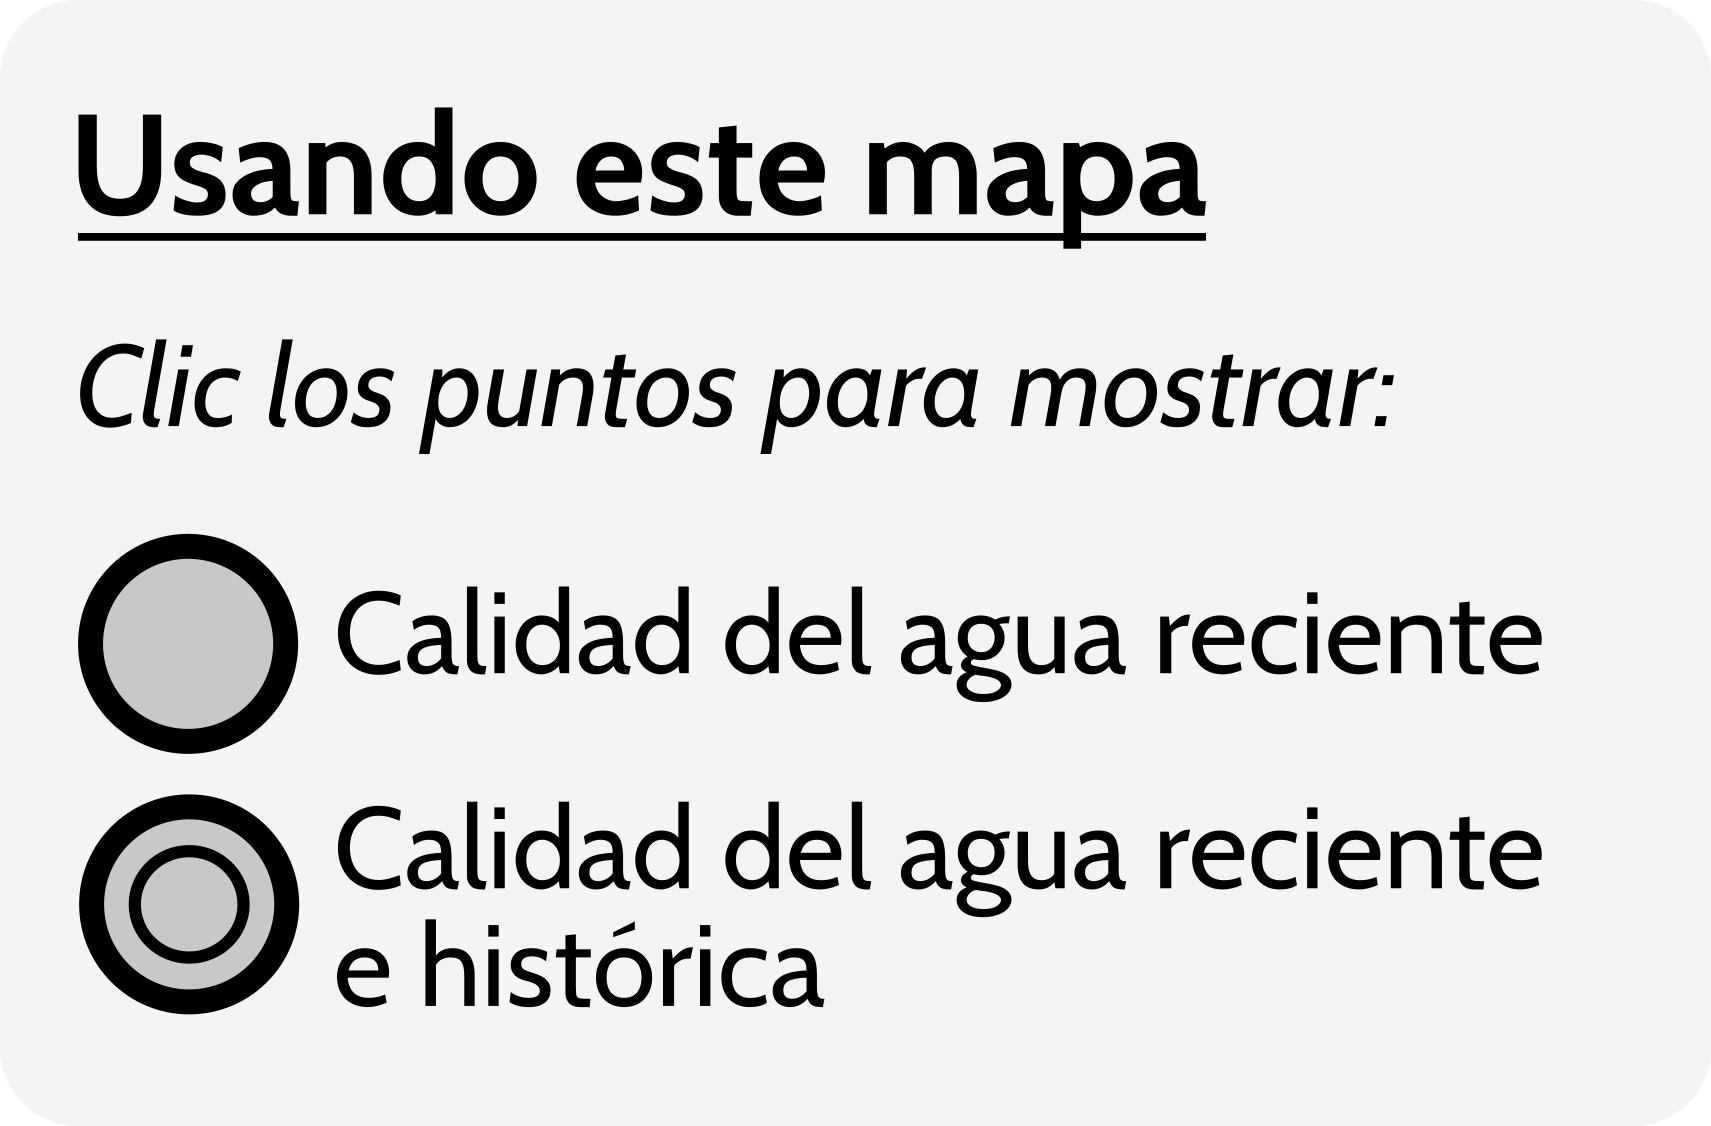 Usando este mapa
Clic los puntos para mostrar:
Calidad del agua reciente
Calidad del agua reciente
e histórica